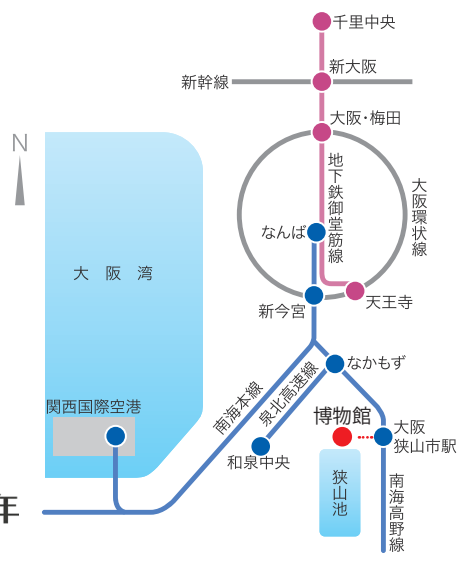 千里中央
新大阪
新幹線
大阪・梅田
N
地下鉄御堂筋線
大阪環状線
なんば
大 阪 湾
天王寺
新今宮
なかもず
関西国際空港
南海本線
泉北高速線
博物館
大阪
狭山市駅
和泉中央
狭山池
南海高野線
年